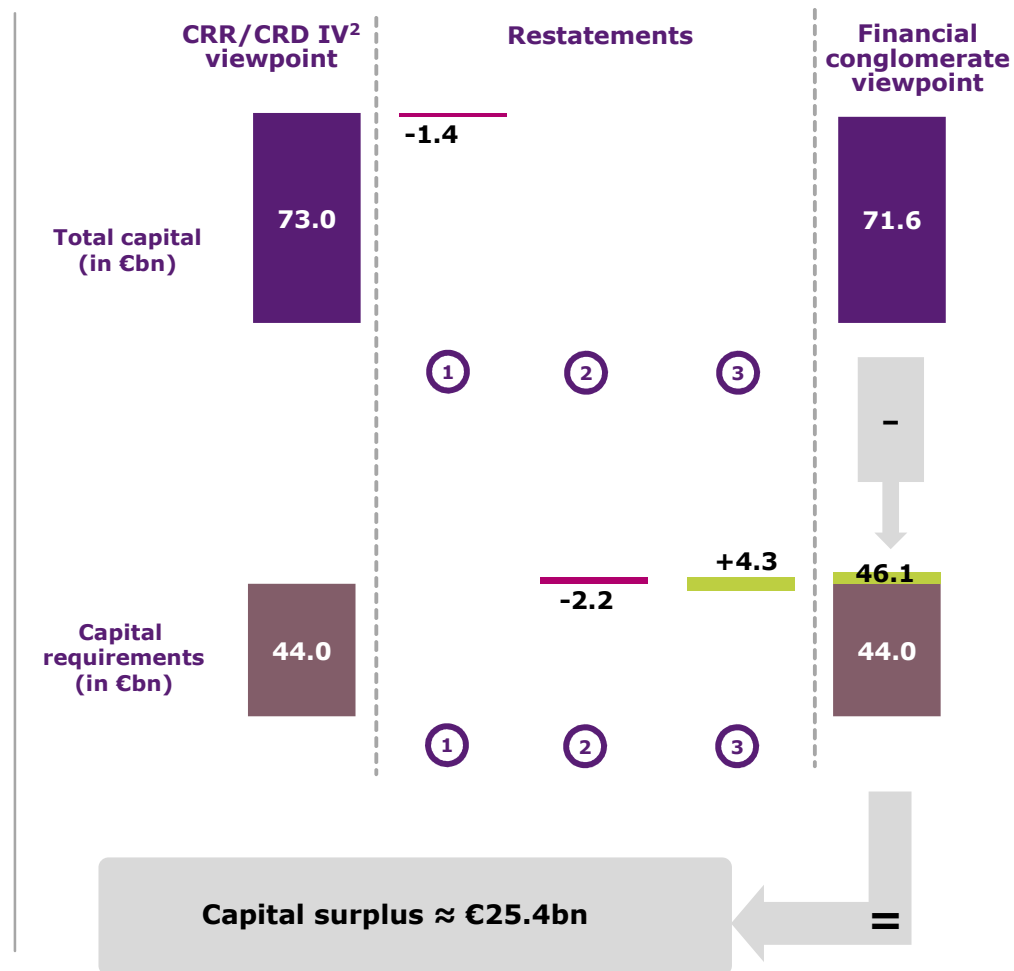 CRR/CRD IV²
viewpoint
Restatements
Financial
conglomerate
viewpoint
-1.4
73.0
71.6
Total capital
(in €bn)
1 2 3
–
+4.3
46.1
-2.2
Capital
requirements
(in €bn)
44.0
44.0
1 2 3
Capital surplus ≈ €25.4bn
=